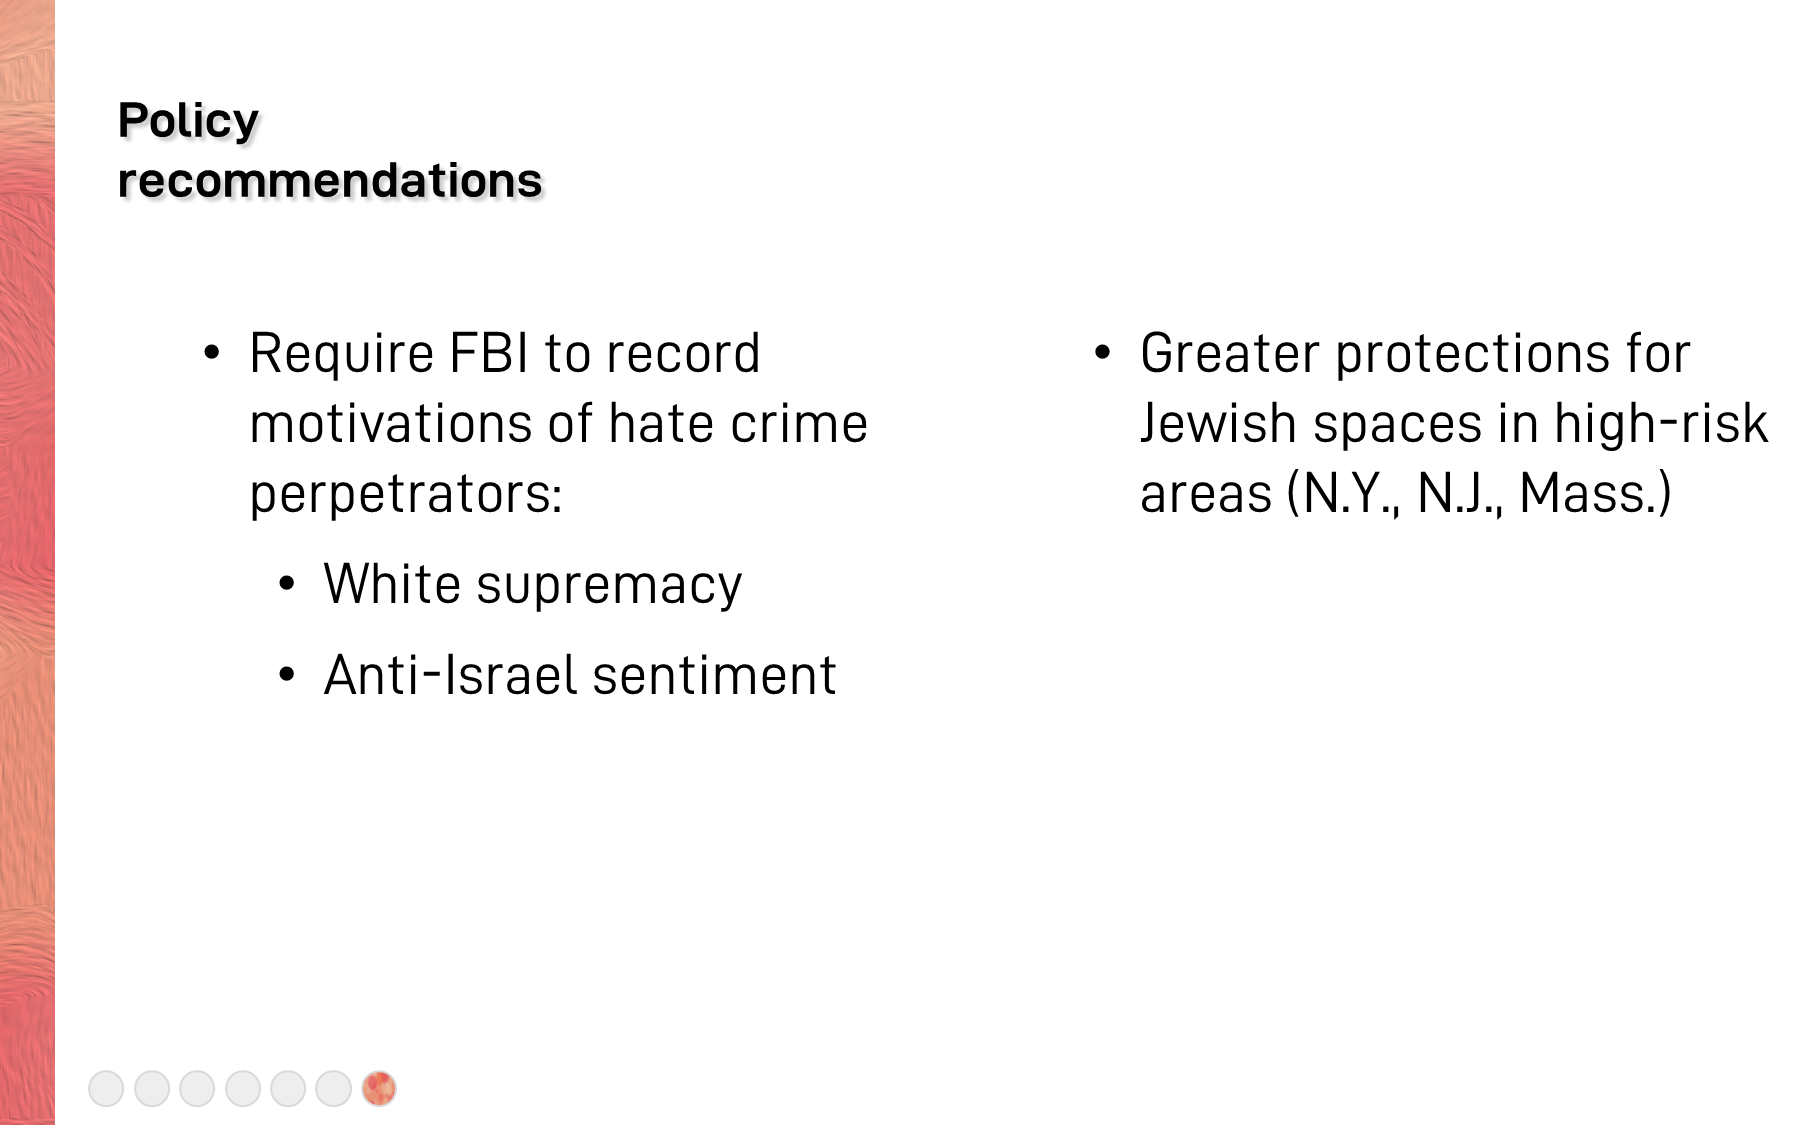 Policy
recommendations
• Require FBI to record
motivations of hate crime
perpetrators:
• White supremacy
• Anti-Israel sentiment
• Greater protections for
Jewish spaces in high-risk
areas (N.Y., N.J., Mass.)